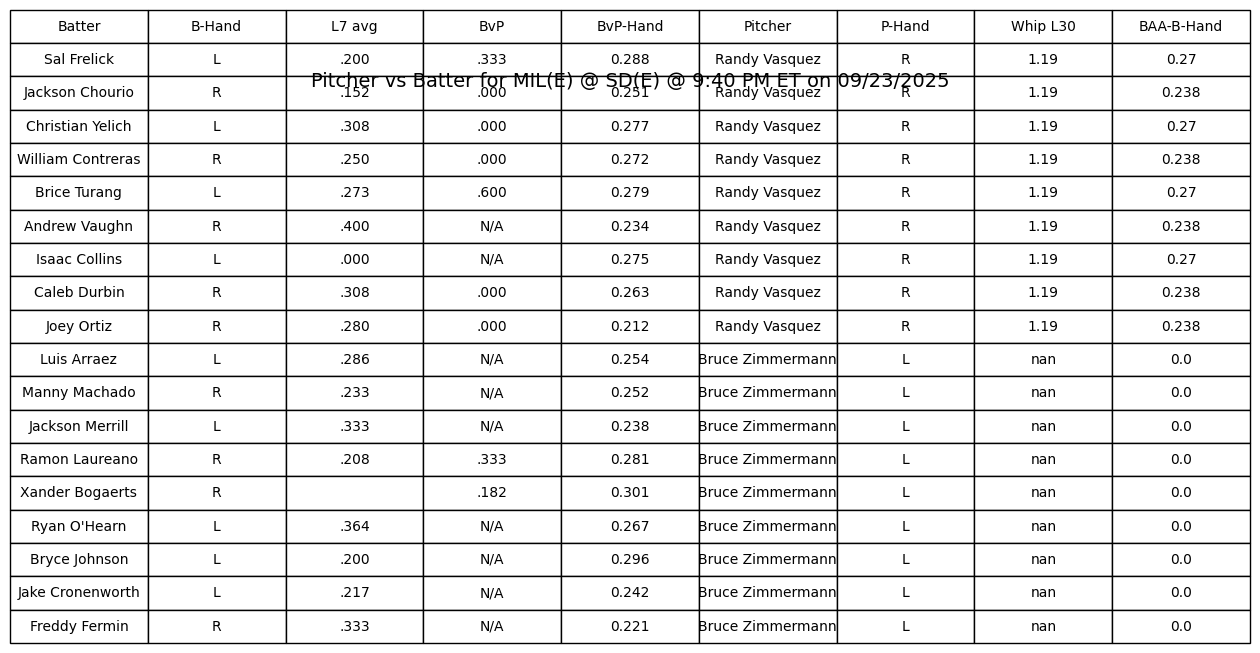 Batter B-Hand L7 avg BvP BvP-Hand Pitcher P-Hand Whip L30 BAA-B-Hand
Sal Frelick L .200 .333 0.288 Randy Vasquez R 1.19 0.27
Pitcher vs Batter for MIL(E) @ SD(E) @ 9:40 PM ET on 09/23/2025
Jackson Chourio R .152 .000 0.251 Randy Vasquez R 1.19 0.238
Christian Yelich L .308 .000 0.277 Randy Vasquez R 1.19 0.27
William Contreras R .250 .000 0.272 Randy Vasquez R 1.19 0.238
Brice Turang L .273 .600 0.279 Randy Vasquez R 1.19 0.27
Andrew Vaughn R .400 N/A 0.234 Randy Vasquez R 1.19 0.238
Isaac Collins L .000 N/A 0.275 Randy Vasquez R 1.19 0.27
Caleb Durbin R .308 .000 0.263 Randy Vasquez R 1.19 0.238
Joey Ortiz R .280 .000 0.212 Randy Vasquez R 1.19 0.238
Luis Arraez L .286 N/A 0.254 Bruce Zimmermann L nan 0.0
Manny Machado R .233 N/A 0.252 Bruce Zimmermann L nan 0.0
Jackson Merrill L .333 N/A 0.238 Bruce Zimmermann L nan 0.0
Ramon Laureano R .208 .333 0.281 Bruce Zimmermann L nan 0.0
Xander Bogaerts R .182 0.301 Bruce Zimmermann L nan 0.0
Ryan O'Hearn L .364 N/A 0.267 Bruce Zimmermann L nan 0.0
Bryce Johnson L .200 N/A 0.296 Bruce Zimmermann L nan 0.0
Jake Cronenworth L .217 N/A 0.242 Bruce Zimmermann L nan 0.0
Freddy Fermin R .333 N/A 0.221 Bruce Zimmermann L nan 0.0